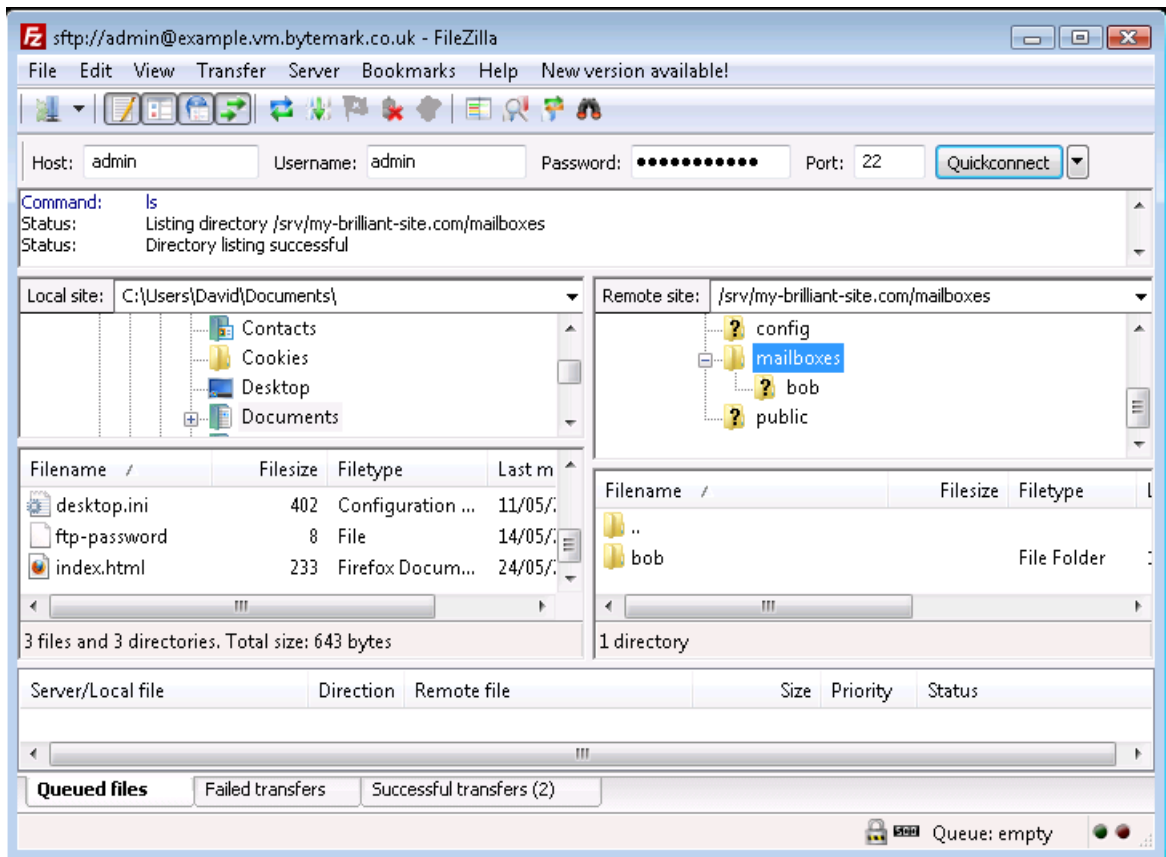 sftp://admin@example.vm.bytemark.co.uk - FileZilla
File Edit View Transfer Server Bookmarks Help New version available!
Host: admin Username: admin Password: ●●●●●●●●●●● Port: 22 Quickconnect
Command: ls
Status: Listing directory /srv/my-brilliant-site.com/mailboxes
Status: Directory listing successful
Local site: C:\Users\David\Documents\
Contacts
Cookies
Desktop
Documents
Filename / Filesize Filetype Last m
desktop.ini 402 Configuration ... 11/05/
ftp-password 8 File 14/05/
index.html 233 Firefox Docum... 24/05/
3 files and 3 directories. Total size: 643 bytes
Remote site: /srv/my-brilliant-site.com/mailboxes
? config
mailboxes
? bob
? public
Filename / Filesize Filetype L
..
bob File Folder
1 directory
Server/Local file Direction Remote file Size Priority Status
Queued files Failed transfers Successful transfers (2)
Queue: empty